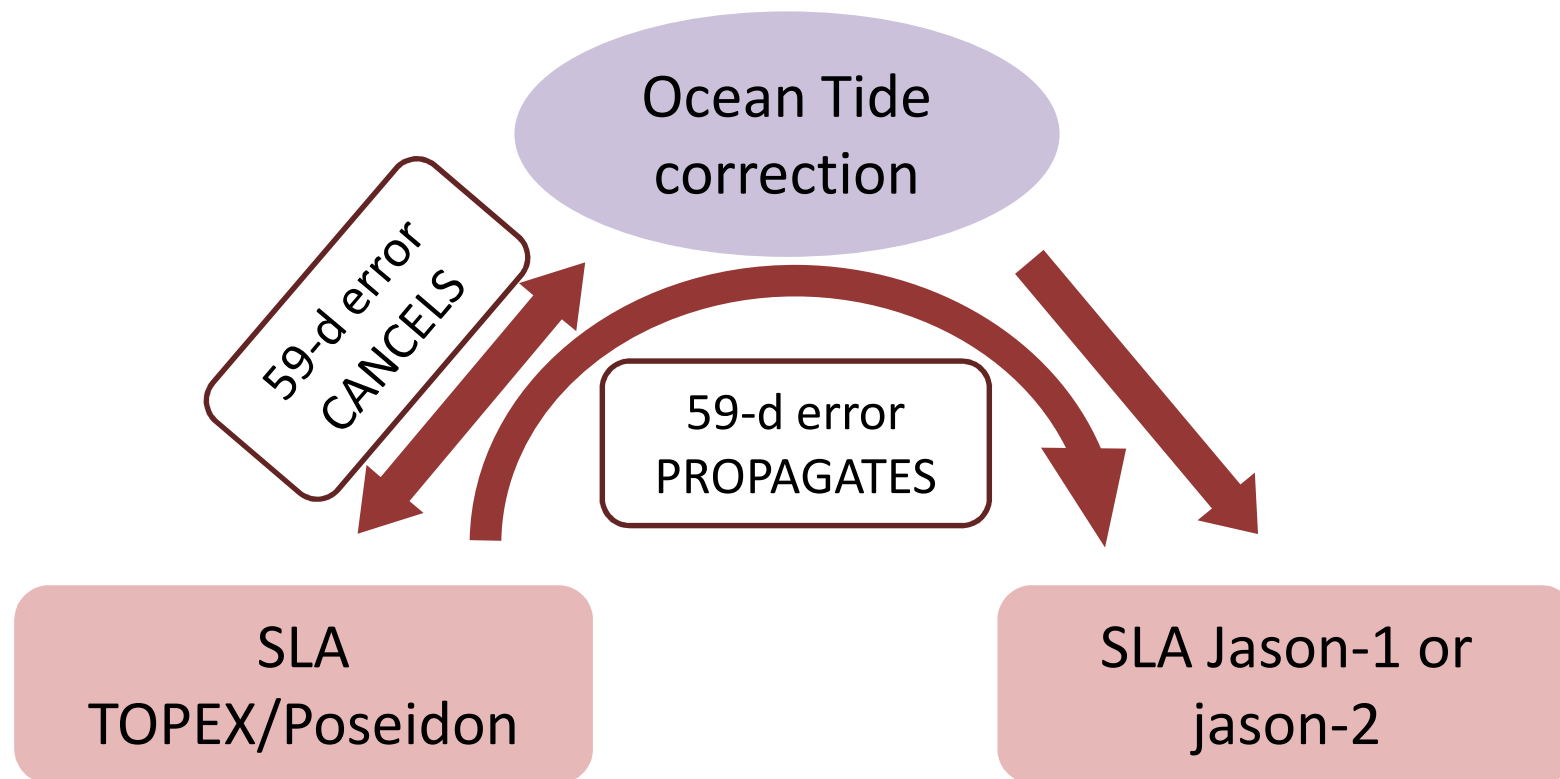 Ocean Tide
correction
59-d error
CANCELS
59-d error
PROPAGATES
SLA
TOPEX/Poseidon
SLA Jason-1 or
jason-2